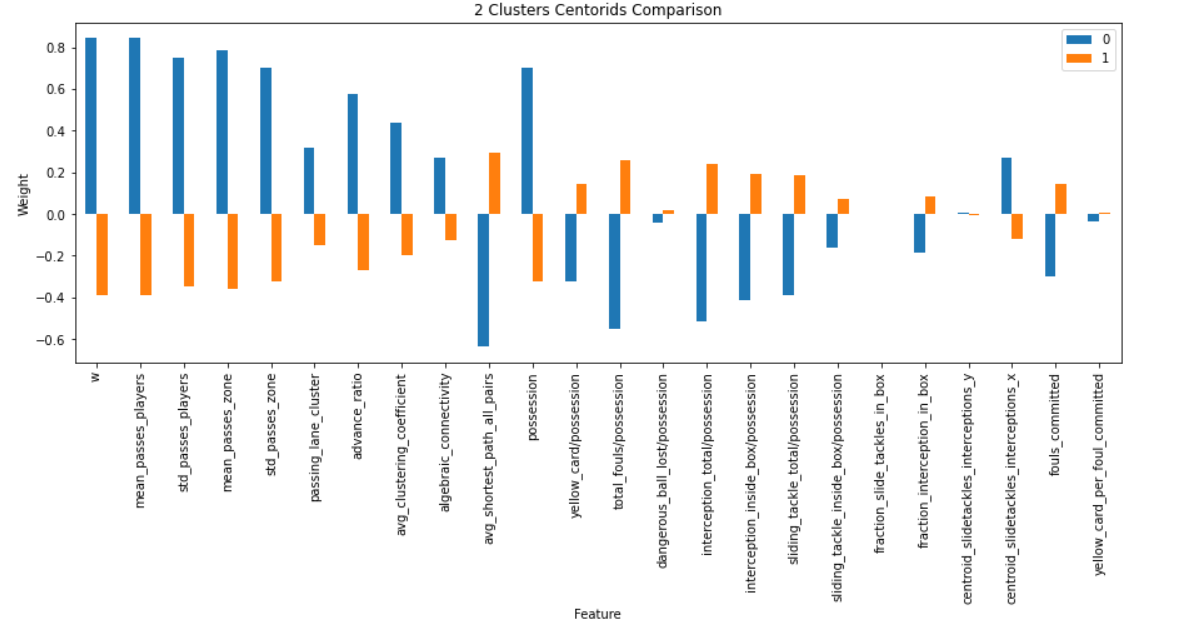 2 Clusters Centorids Comparison
0
1
Weight
0.8
0.6
0.4
0.2
0.0
−0.2
−0.4
−0.6
w
mean_passes_players
std_passes_players
mean_passes_zone
std_passes_zone
passing_lane_cluster
advance_ratio
avg_clustering_coefficient
algebraic_connectivity
avg_shortest_path_all_pairs
possession
yellow_card/possession
total_fouls/possession
dangerous_ball_lost/possession
interception_total/possession
interception_inside_box/possession
sliding_tackle_total/possession
sliding_tackle_inside_box/possession
fraction_slide_tackles_in_box
fraction_interception_in_box
centroid_slidetackles_interceptions_y
centroid_slidetackles_interceptions_x
fouls_committed
yellow_card_per_foul_committed
Feature